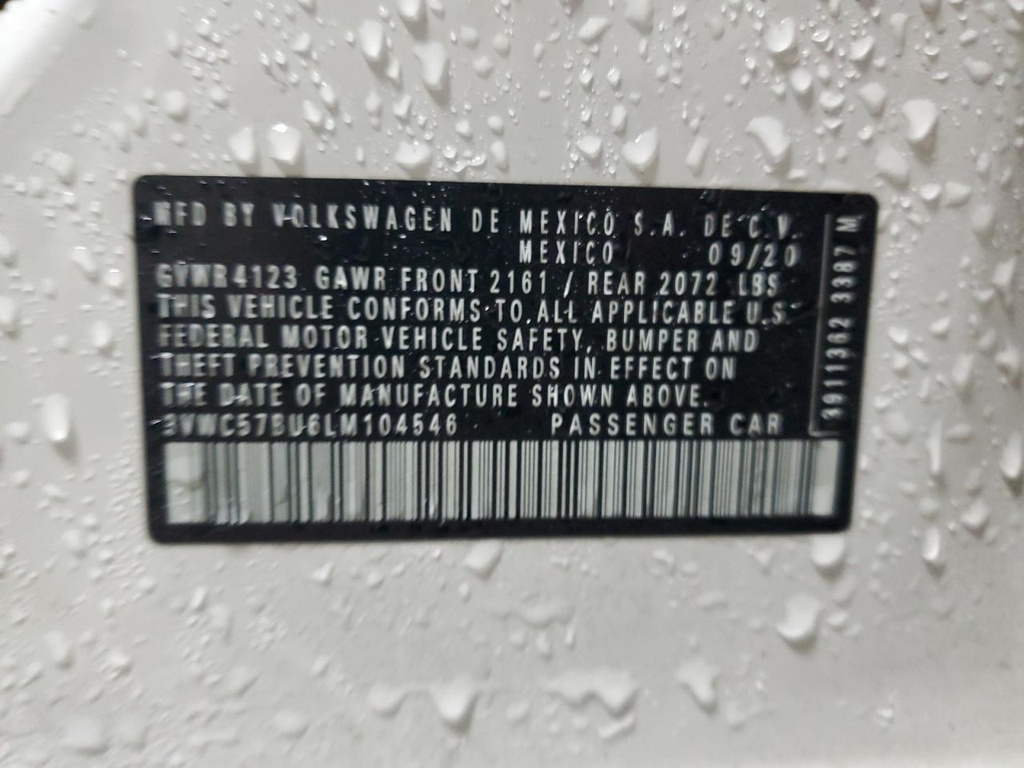 MFD BY VOLKSWAGEN DE MEXICO S.A. DE C.V.
MEXICO 09/20
GVWR 4123 GAWR FRONT 2161 / REAR 2072 LBS
THIS VEHICLE CONFORMS TO ALL APPLICABLE U.S.
FEDERAL MOTOR VEHICLE SAFETY, BUMPER AND
THEFT PREVENTION STANDARDS IN EFFECT ON
THE DATE OF MANUFACTURE SHOWN ABOVE.
3VWC57BU6LM104546 PASSENGER CAR
3911362 3387 M